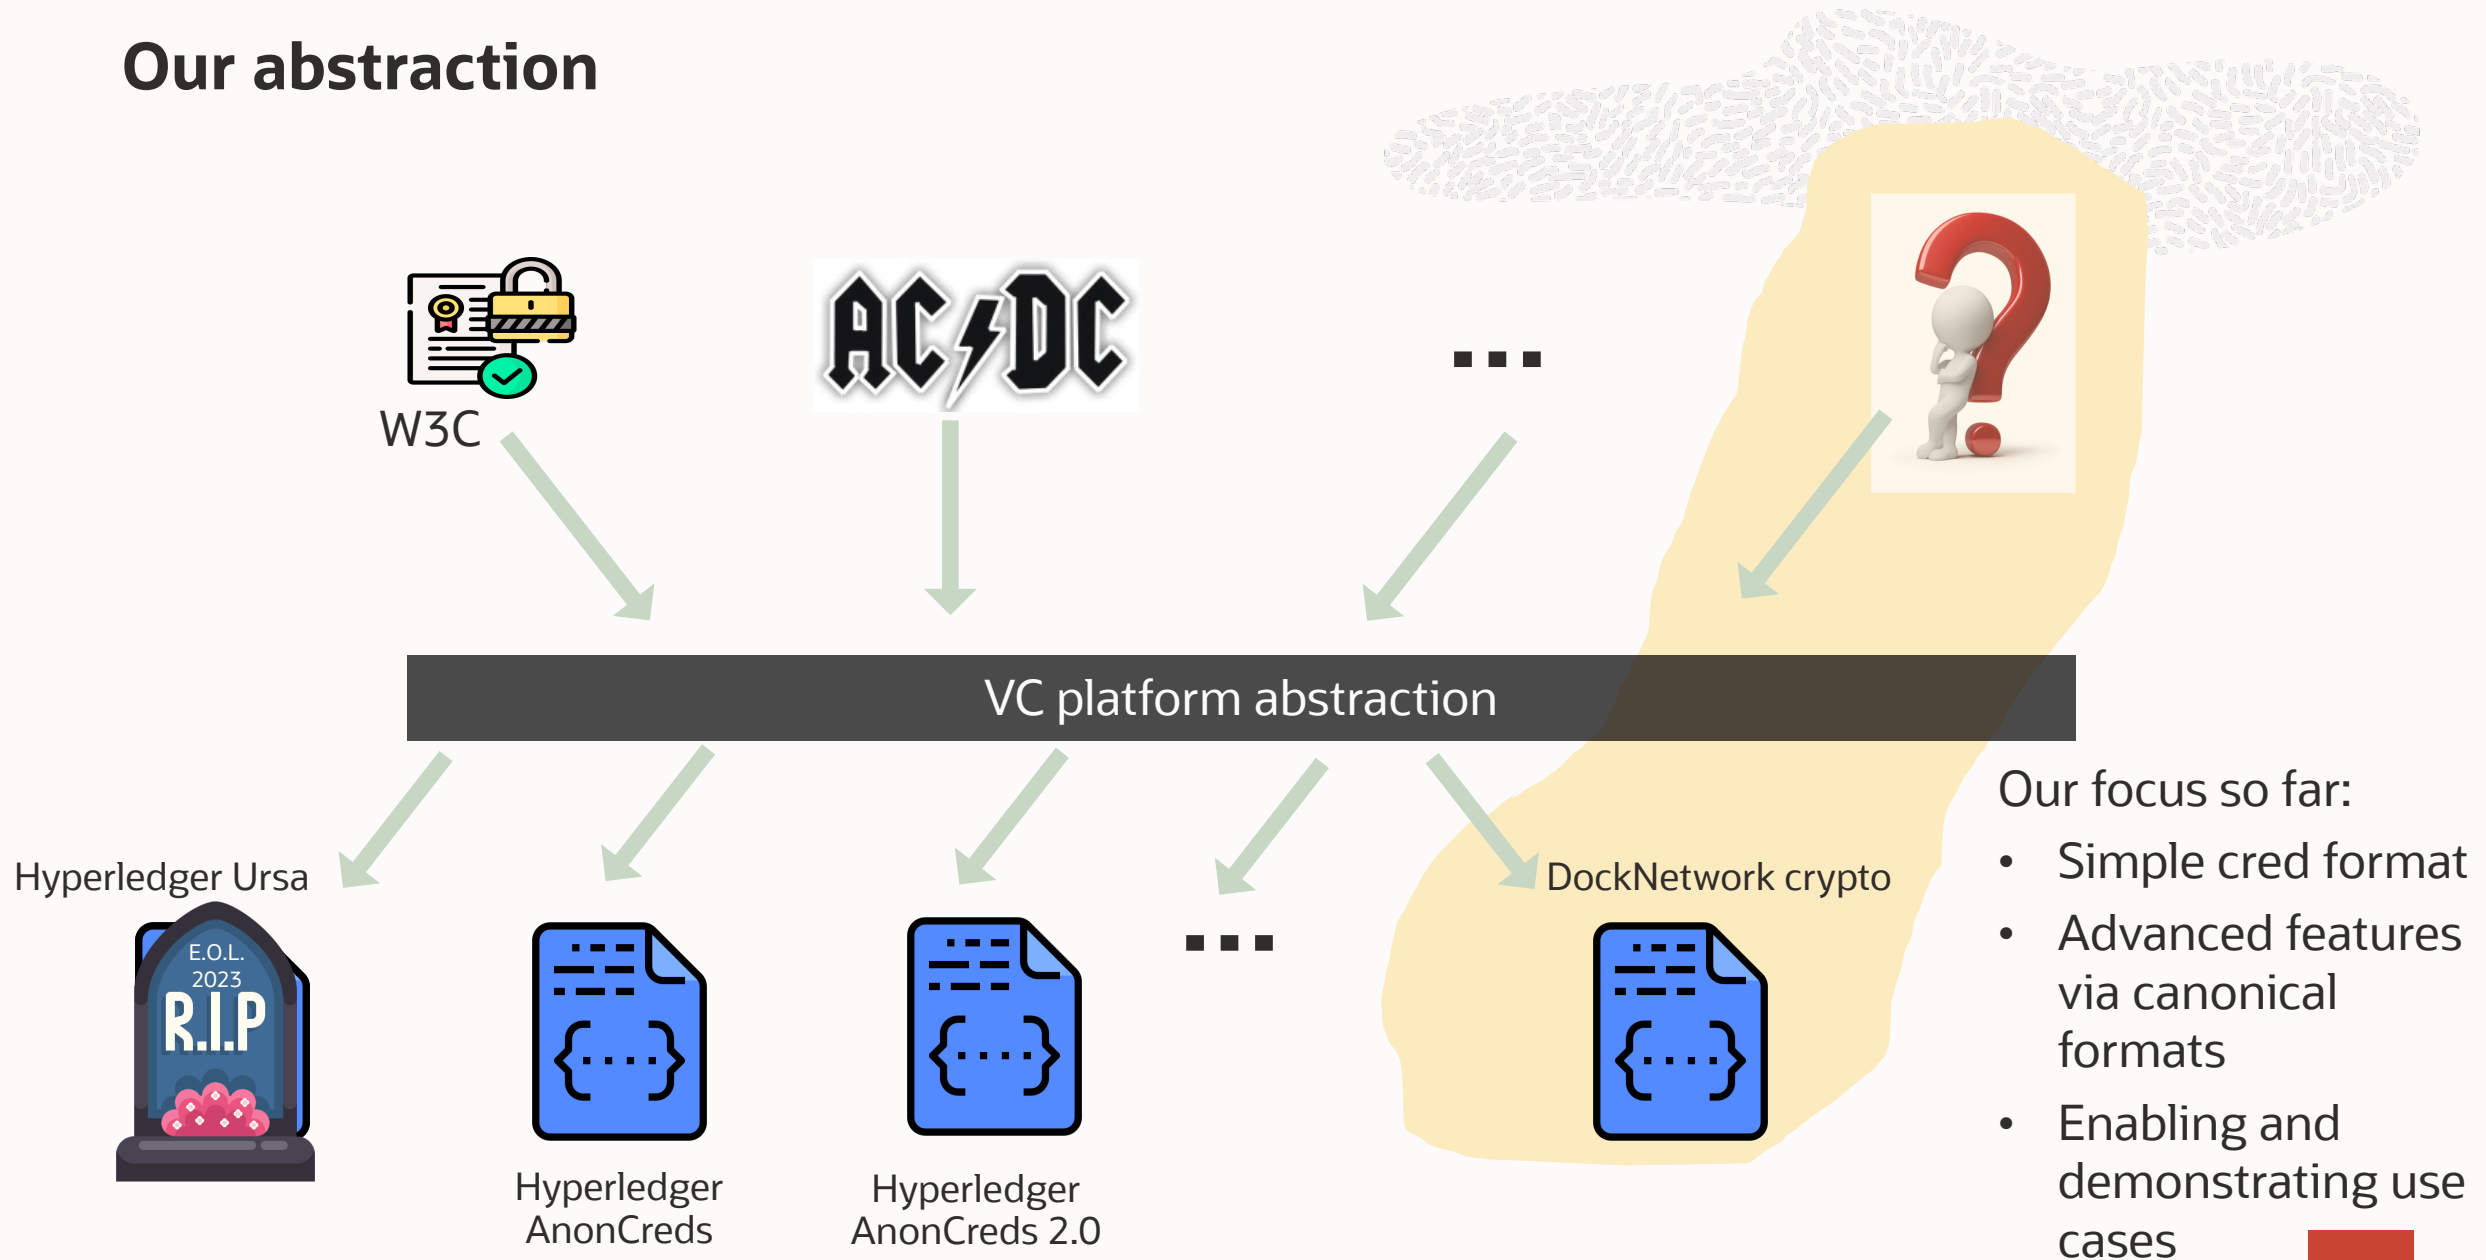 Our abstraction
W3C
AC/DC
...
VC platform abstraction
Hyperledger Ursa
E.O.L.
2023
R.I.P
Hyperledger
AnonCreds
Hyperledger
AnonCreds 2.0
...
DockNetwork crypto
Our focus so far:
• Simple cred format
• Advanced features
via canonical
formats
• Enabling and
demonstrating use
cases